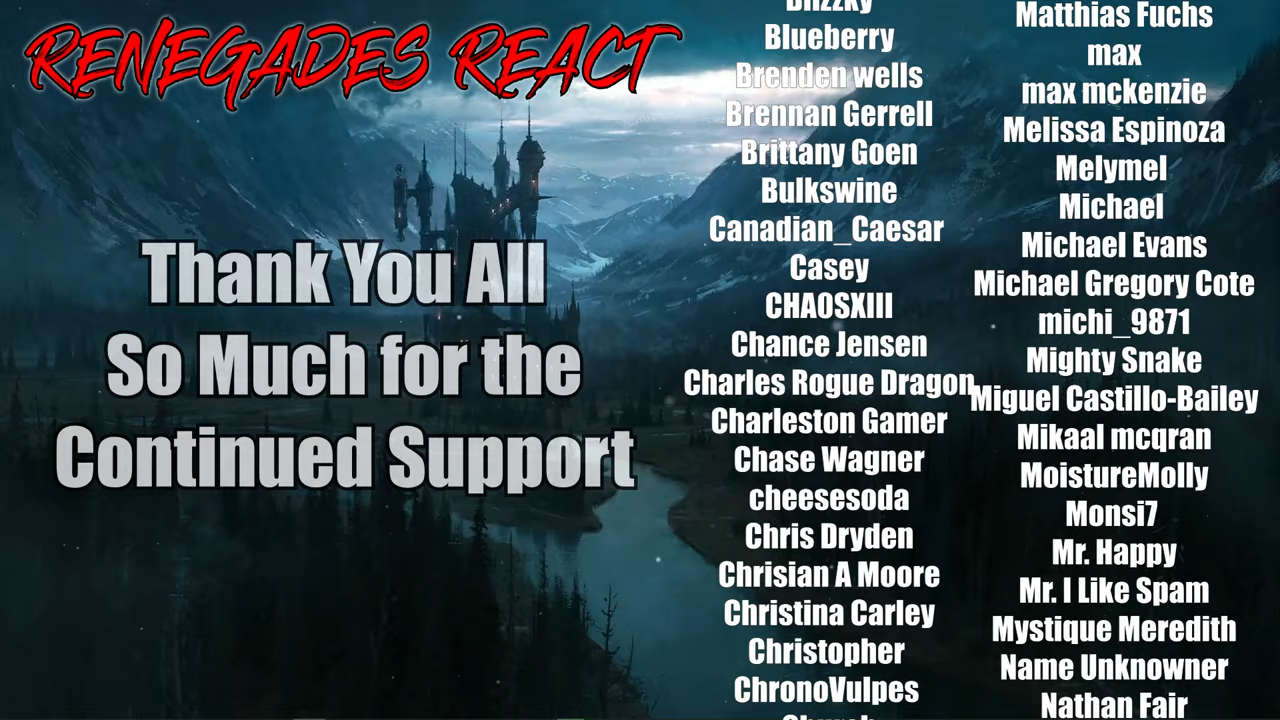 RENEGADES REACT
Thank You All
So Much for the
Continued Support
Blizzky
Blueberry
Brenden wells
Brennan Gerrell
Brittany Goen
Bulkswine
Canadian_Caesar
Casey
CHAOSXIII
Chance Jensen
Charles Rogue Dragon
Charleston Gamer
Chase Wagner
cheesesoda
Chris Dryden
Chrisian A Moore
Christina Carley
Christopher
ChronoVulpes
Matthias Fuchs
max
max mckenzie
Melissa Espinoza
Melymel
Michael
Michael Evans
Michael Gregory Cote
michi_9871
Mighty Snake
Miguel Castillo-Bailey
Mikaal mcqran
MoistureMolly
Monsi7
Mr. Happy
Mr. I Like Spam
Mystique Meredith
Name Unknowner
Nathan Fair